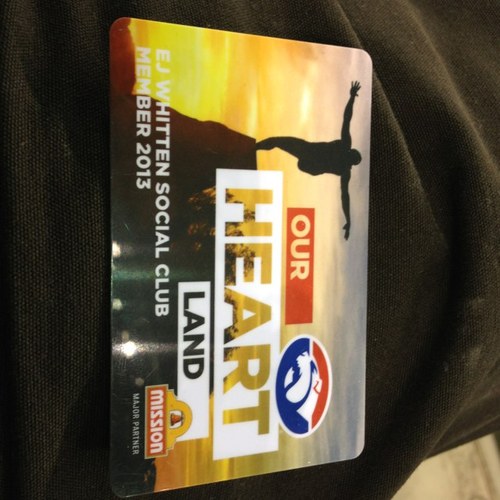 OUR
HEART
LAND
EJ WHITTEN SOCIAL CLUB
MEMBER 2013
MISSION
MAJOR PARTNER